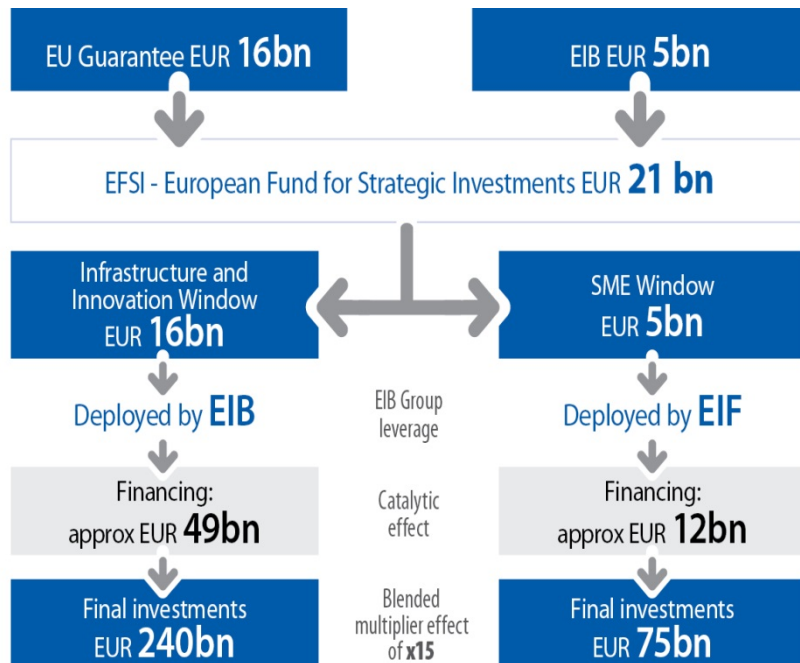 EU Guarantee EUR 16bn
EIB EUR 5bn
EFSI - European Fund for Strategic Investments EUR 21 bn
Infrastructure and
Innovation Window
EUR 16bn
SME Window
EUR 5bn
Deployed by EIB
EIB Group
leverage
Deployed by EIF
Financing:
approx EUR 49bn
Catalytic
effect
Financing:
approx EUR 12bn
Final investments
EUR 240bn
Blended
multiplier effect
of x15
Final investments
EUR 75bn